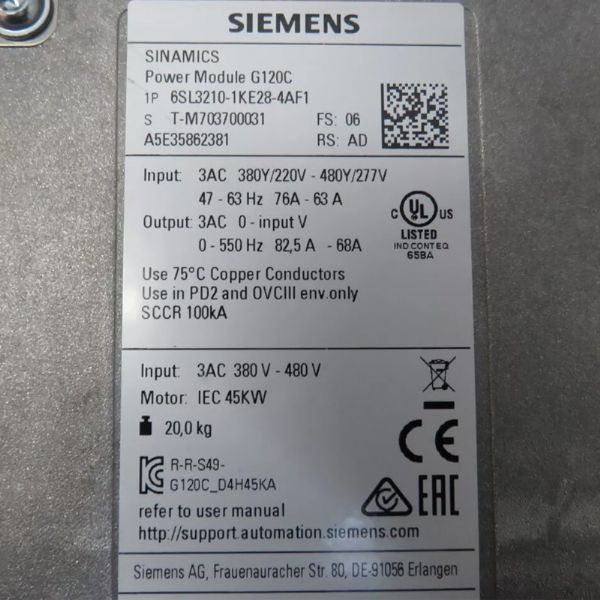 SIEMENS
SINAMICS
Power Module G120C
1P 6SL3210-1KE28-4AF1
S T-M703700031 FS: 06
A5E35862381 RS: AD
Input: 3AC 380Y/220V - 480Y/277V
47 - 63 Hz 76A - 63 A
Output: 3AC 0 - input V
0 - 550 Hz 82,5 A - 68A
C UL US
LISTED
IND CONT EQ
65BA
Use 75°C Copper Conductors
Use in PD2 and OVCIII env.only
SCCR 100kA
Input: 3AC 380 V - 480 V
Motor: IEC 45KW
20,0 kg
CE
R-R-S49-
G120C_D4H45KA
EAC
refer to user manual
http://support.automation.siemens.com
Siemens AG, Frauenauracher Str. 80, DE-91056 Erlangen